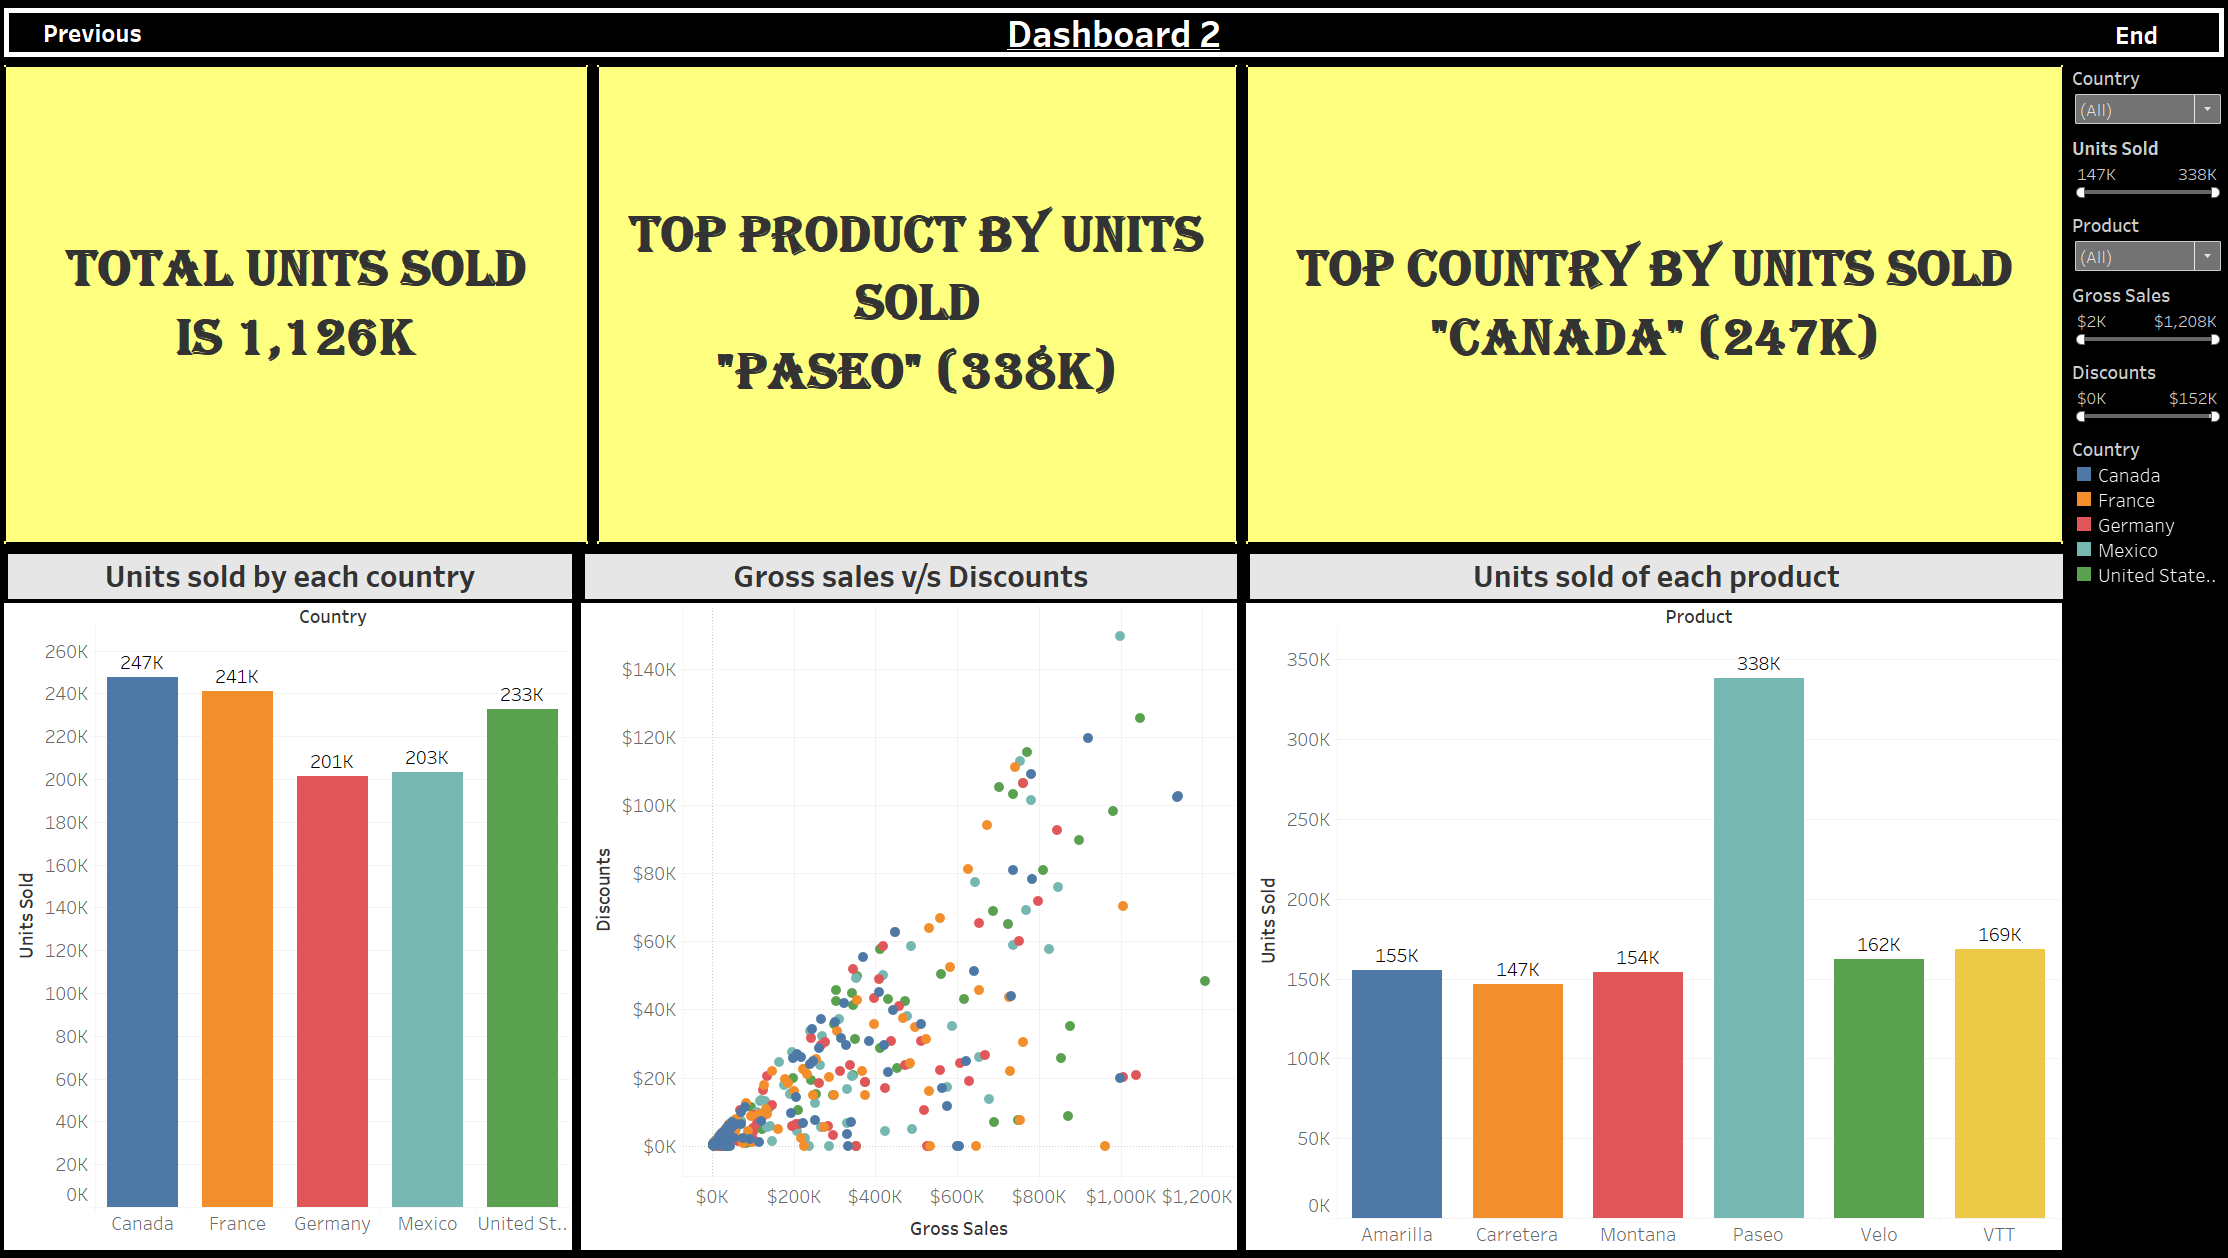 Previous
Dashboard 2
End
TOTAL UNITS SOLD
IS 1,126K
TOP PRODUCT BY UNITS
SOLD
"PASEO" (338K)
TOP COUNTRY BY UNITS SOLD
"CANADA" (247K)
Country
(All)
Units Sold
147K 338K
Product
(All)
Gross Sales
$2K $1,208K
Discounts
$0K $152K
Country
Canada
France
Germany
Mexico
United State..
Units sold by each country
Country
Units Sold
260K
240K
220K
200K
180K
160K
140K
120K
100K
80K
60K
40K
20K
0K
247K
241K
201K
203K
233K
Canada France Germany Mexico United St..
Gross sales v/s Discounts
Discounts
$140K
$120K
$100K
$80K
$60K
$40K
$20K
$0K
$0K $200K $400K $600K $800K $1,000K $1,200K
Gross Sales
Units sold of each product
Product
Units Sold
350K
300K
250K
200K
150K
100K
50K
0K
155K
147K
154K
338K
162K
169K
Amarilla Carretera Montana Paseo Velo VTT